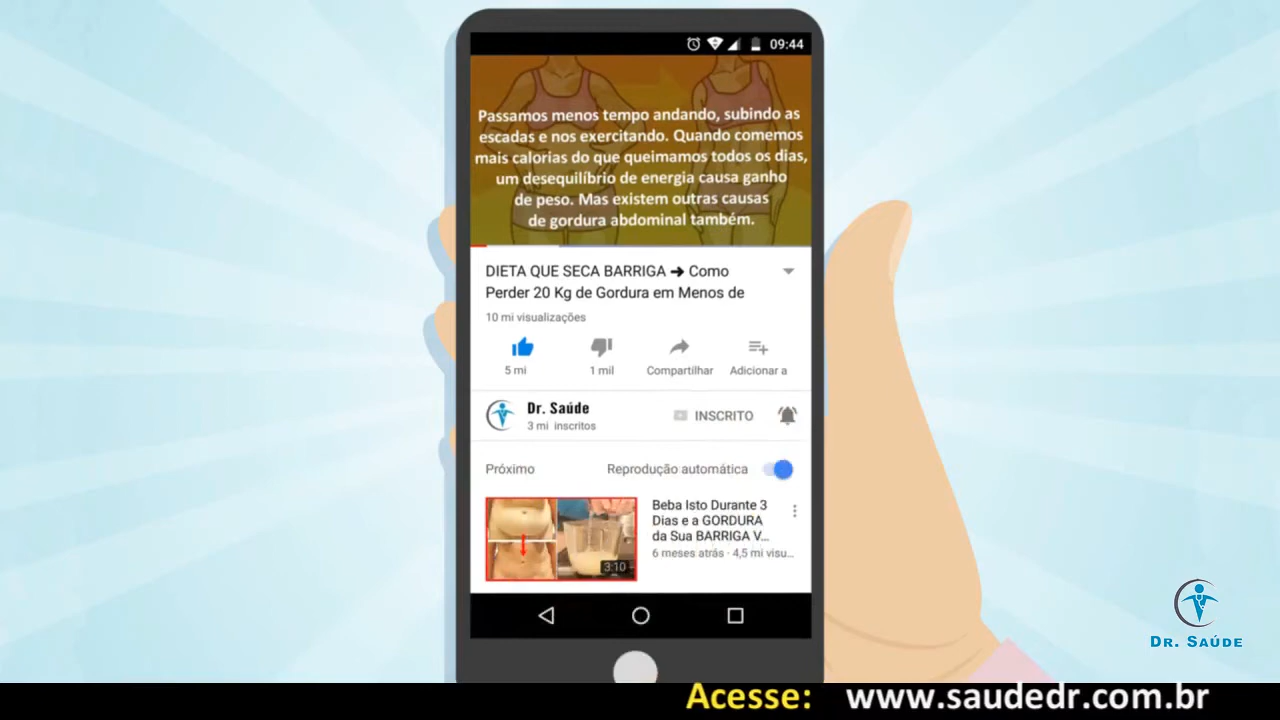 09:44
Passamos menos tempo andando, subindo as
escadas e nos exercitando. Quando comemos
mais calorias do que queimamos todos os dias,
um desequilíbrio de energia causa ganho
de peso. Mas existem outras causas
de gordura abdominal também.
DIETA QUE SECA BARRIGA ➔ Como
Perder 20 Kg de Gordura em Menos de
10 mi visualizações
5 mi
1 mil
Compartilhar
Adicionar a
Dr. Saúde
3 mi inscritos
INSCRITO
Próximo
Reprodução automática
3:10
Beba Isto Durante 3
Dias e a GORDURA
da Sua BARRIGA V...
6 meses atrás · 4,5 mi visu...
DR. SAÚDE
Acesse: www.saudedr.com.br